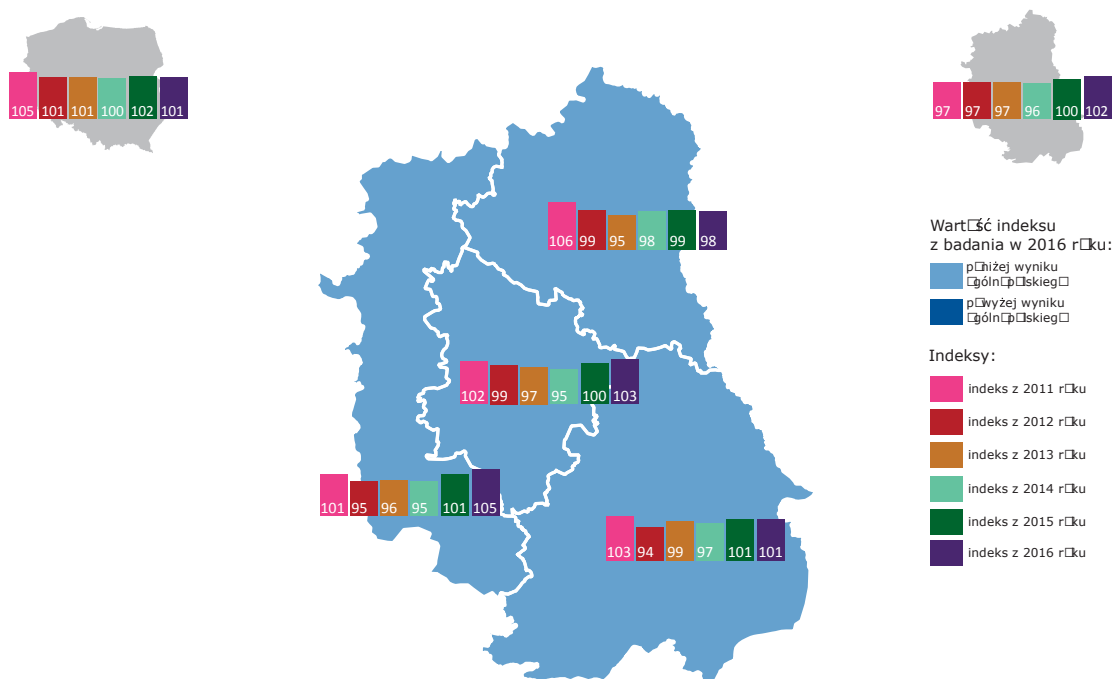 105 101 101 100 102 101
97 97 97 96 100 102
106 99 95 98 99 98
102 99 97 95 100 103
101 95 96 95 101 105
103 94 99 97 101 101
Wart□ść indeksu
z badania w 2016 r□ku:
p□niżej wyniku
□góln□p□lskieg□
p□wyżej wyniku
□góln□p□lskieg□
Indeksy:
indeks z 2011 r□ku
indeks z 2012 r□ku
indeks z 2013 r□ku
indeks z 2014 r□ku
indeks z 2015 r□ku
indeks z 2016 r□ku